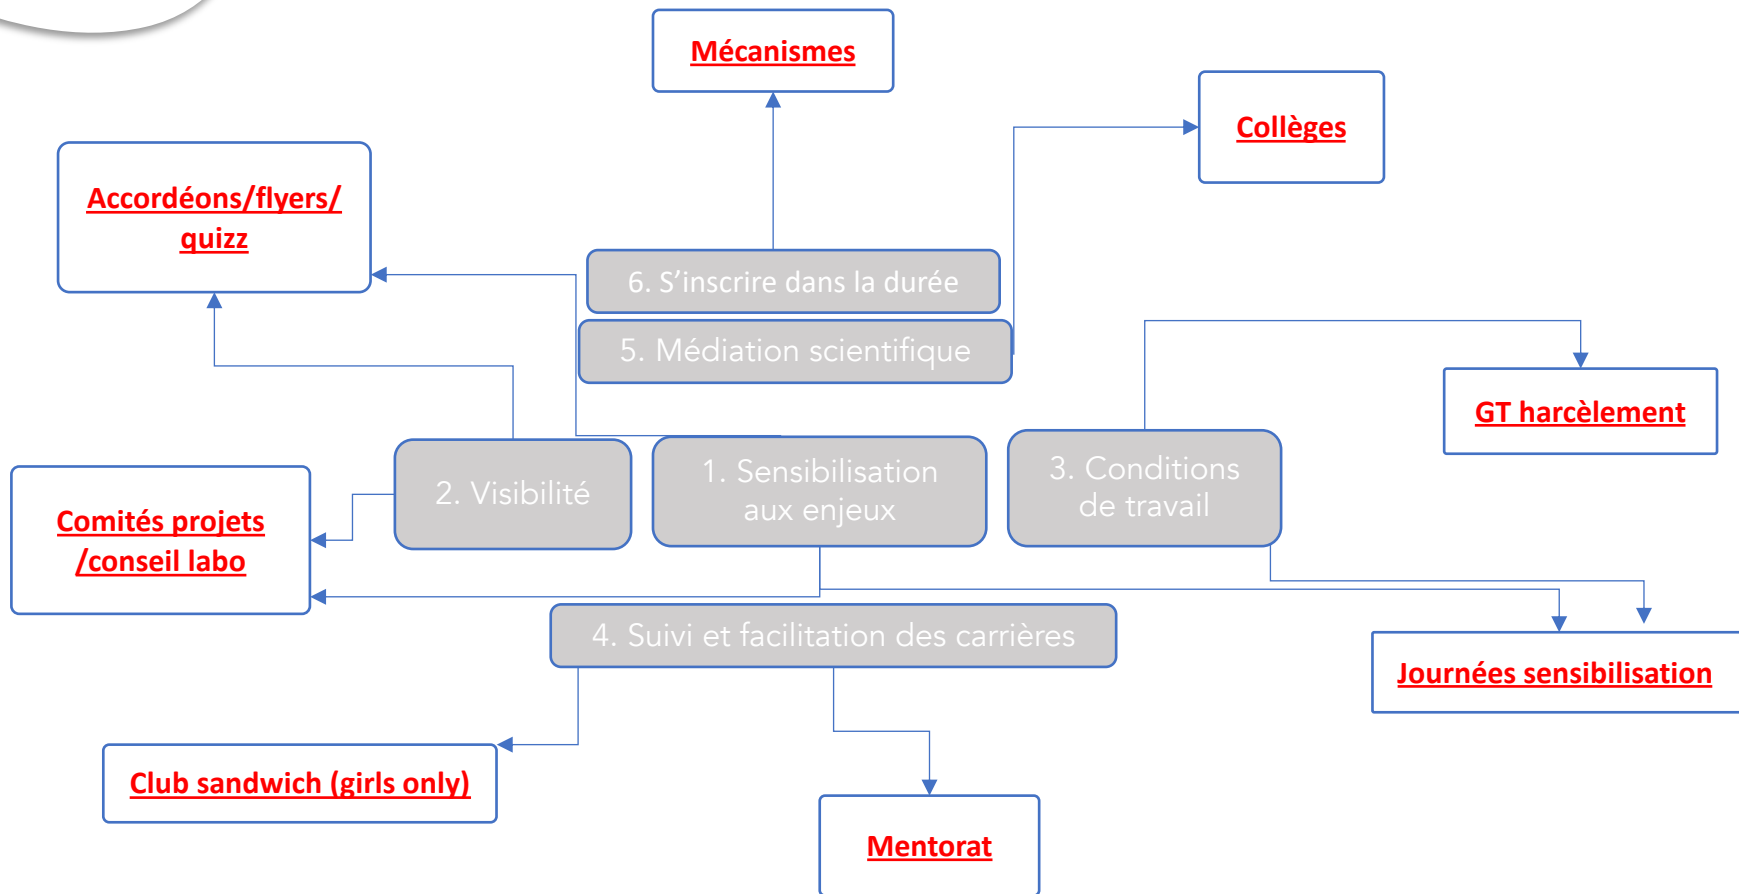 Mécanismes
Collèges
Accordéons/flyers/
quizz
6. S’inscrire dans la durée
5. Médiation scientifique
GT harcèlement
2. Visibilité
1. Sensibilisation
aux enjeux
3. Conditions
de travail
Comités projets
/conseil labo
4. Suivi et facilitation des carrières
Journées sensibilisation
Club sandwich (girls only)
Mentorat